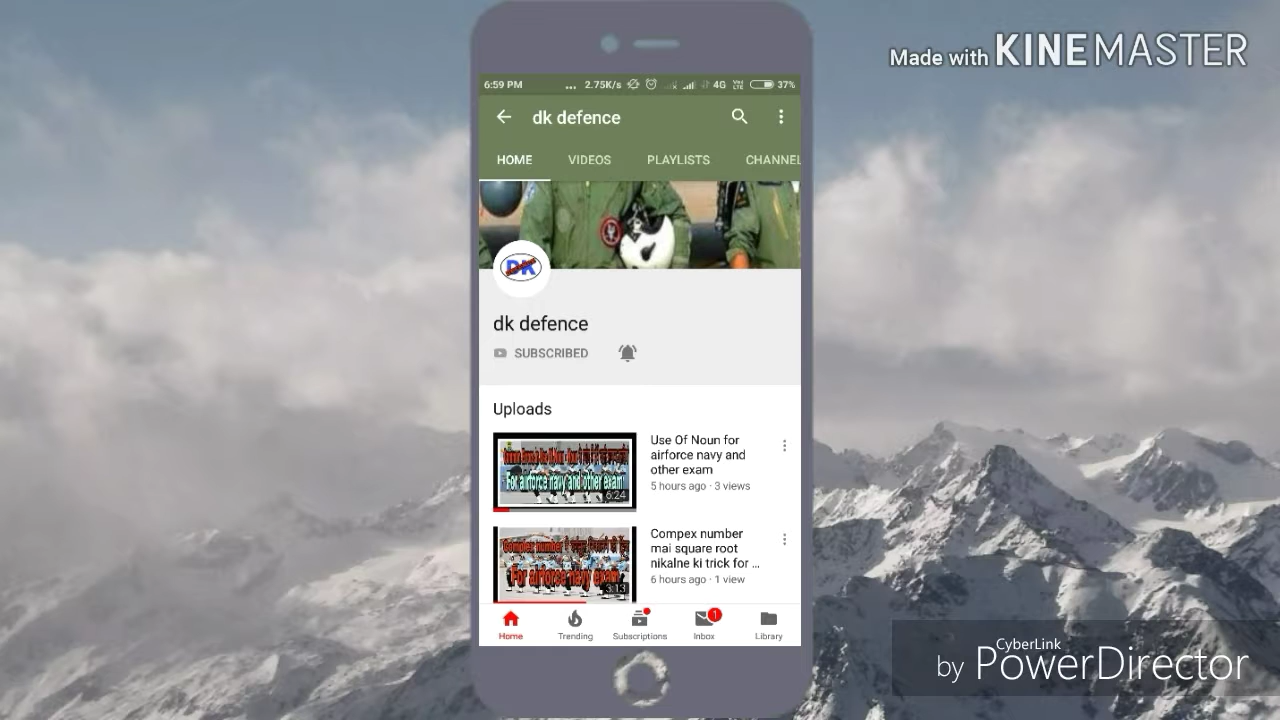 Made with KINEMASTER
6:59 PM ... 2.75K/s 4G VoLTE 37%
dk defence
HOME VIDEOS PLAYLISTS CHANNEL
DK
dk defence
SUBSCRIBED
Uploads
For airforce navy and other exam
6:24
Use Of Noun for
airforce navy and
other exam
5 hours ago · 3 views
Complex number
For airforce navy exam
3:13
Compex number
mai square root
nikalne ki trick for ...
6 hours ago · 1 view
1
Home Trending Subscriptions Inbox Library
CyberLink
by PowerDirector